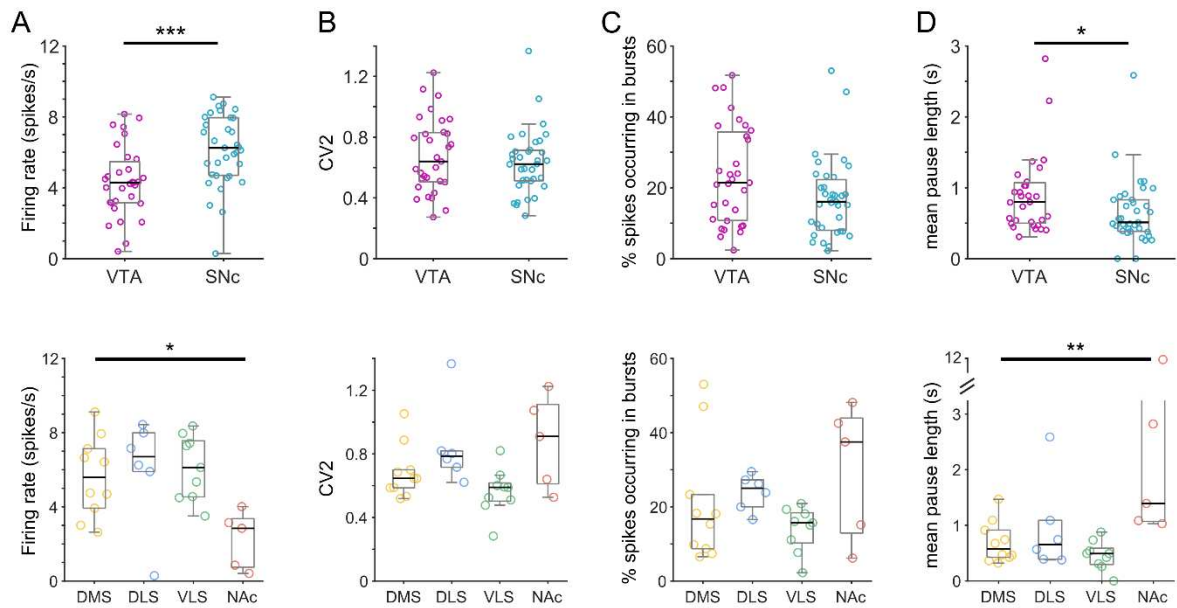 A
B
C
D
***
*
Firing rate (spikes/s)
12
8
4
0
VTA
SNc
CV2
1.2
0.8
0.4
0
VTA
SNc
% spikes occurring in bursts
60
40
20
0
VTA
SNc
mean pause length (s)
3
2
1
0
VTA
SNc
*
**
Firing rate (spikes/s)
12
8
4
0
DMS
DLS
VLS
NAc
CV2
1.2
0.8
0.4
0
DMS
DLS
VLS
NAc
% spikes occurring in bursts
60
40
20
0
DMS
DLS
VLS
NAc
mean pause length (s)
12
3
2
1
0
DMS
DLS
VLS
NAc